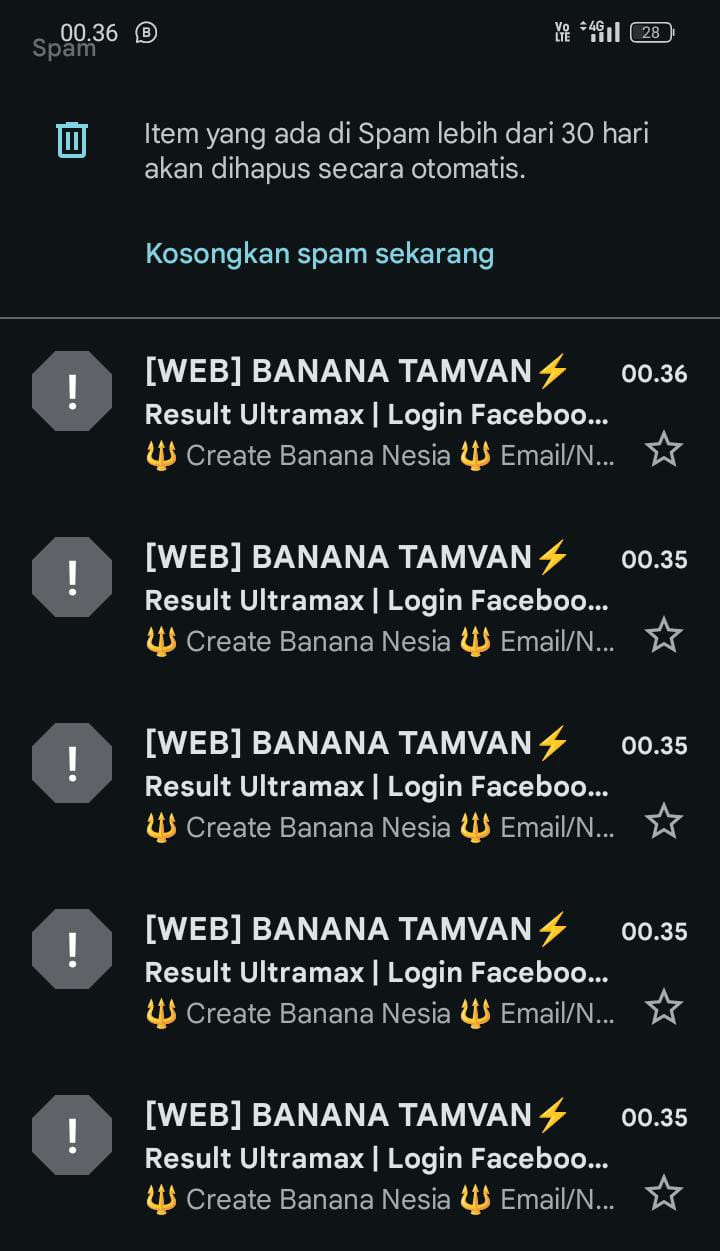 00.36
Spam
VoLTE 4G 28
Item yang ada di Spam lebih dari 30 hari
akan dihapus secara otomatis.
Kosongkan spam sekarang
[WEB] BANANA TAMVAN⚡ 00.36
Result Ultramax | Login Faceboo...
🔱 Create Banana Nesia 🔱 Email/N...
[WEB] BANANA TAMVAN⚡ 00.35
Result Ultramax | Login Faceboo...
🔱 Create Banana Nesia 🔱 Email/N...
[WEB] BANANA TAMVAN⚡ 00.35
Result Ultramax | Login Faceboo...
🔱 Create Banana Nesia 🔱 Email/N...
[WEB] BANANA TAMVAN⚡ 00.35
Result Ultramax | Login Faceboo...
🔱 Create Banana Nesia 🔱 Email/N...
[WEB] BANANA TAMVAN⚡ 00.35
Result Ultramax | Login Faceboo...
🔱 Create Banana Nesia 🔱 Email/N...